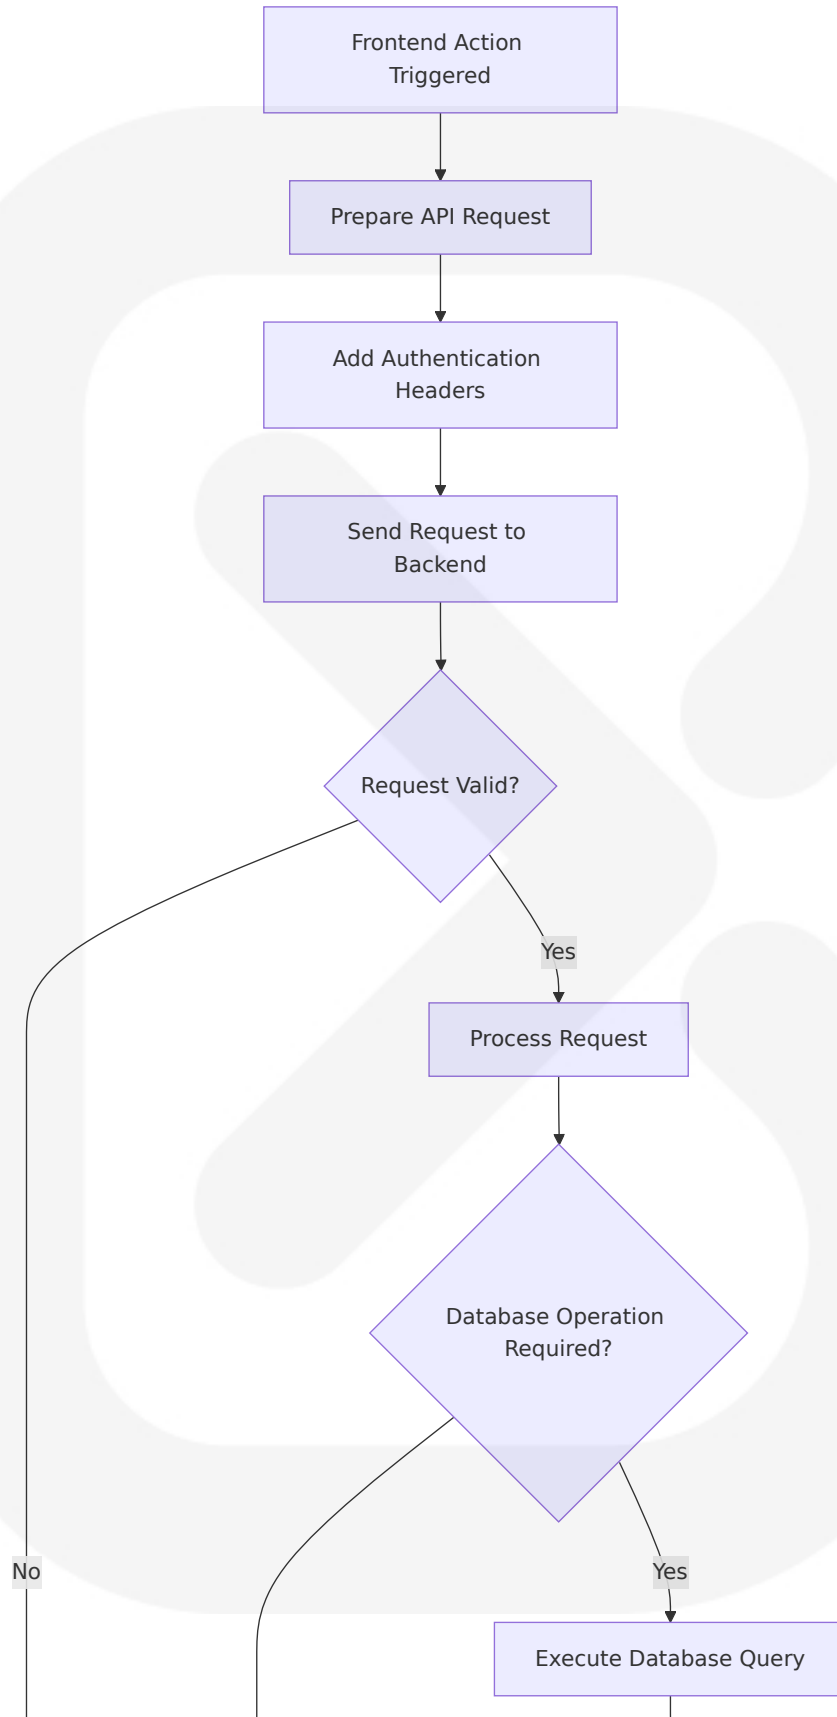 Frontend Action
Triggered
Prepare API Request
Add Authentication
Headers
Send Request to
Backend
Request Valid?
Yes
Process Request
Database Operation
Required?
No
Yes
Execute Database Query